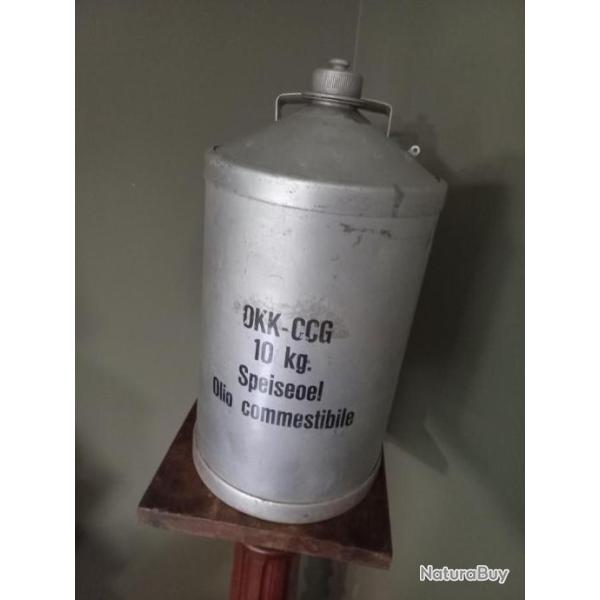 OKK-CCG
10 kg.
Speiseoel
Olio commestibile
NaturaBuy